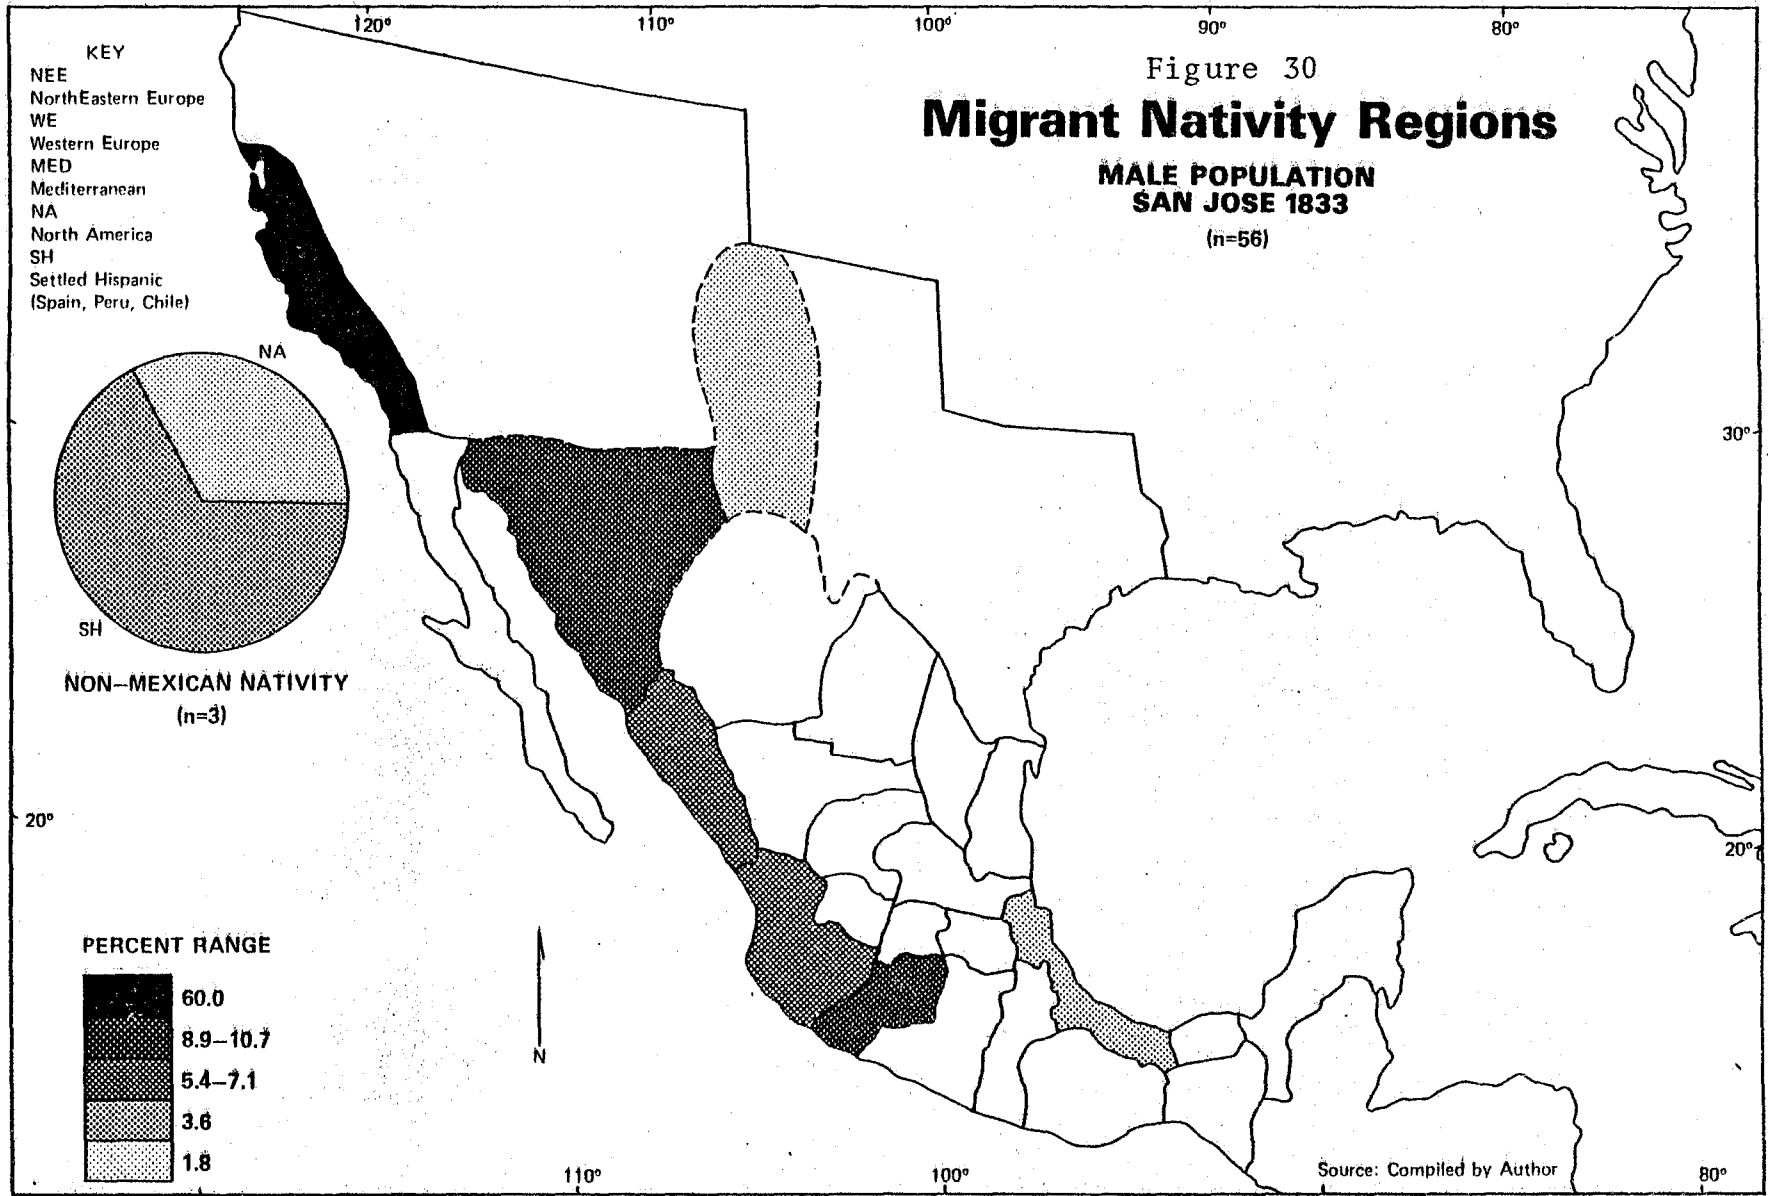 120°
110°
100°
90°
80°
KEY
NEE
NorthEastern Europe
WE
Western Europe
MED
Mediterranean
NA
North America
SH
Settled Hispanic
(Spain, Peru, Chile)
Figure 30
Migrant Nativity Regions
MALE POPULATION
SAN JOSE 1833
(n=56)
NA
SH
NON–MEXICAN NATIVITY
(n=3)
30°
20°
20°
PERCENT RANGE
60.0
8.9–10.7
5.4–7.1
3.6
1.8
N
110°
100°
Source: Compiled by Author
80°